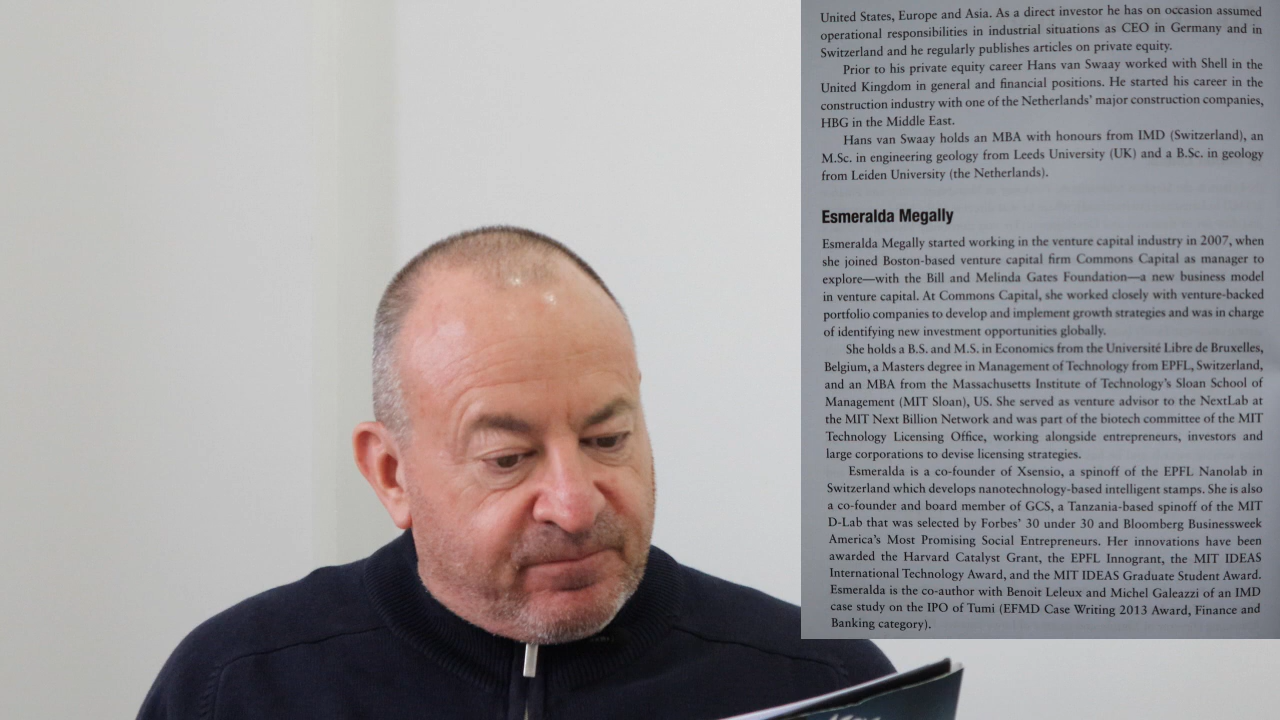 United States, Europe and Asia. As a direct investor he has on occasion assumed
operational responsibilities in industrial situations as CEO in Germany and in
Switzerland and he regularly publishes articles on private equity.
Prior to his private equity career Hans van Swaay worked with Shell in the
United Kingdom in general and financial positions. He started his career in the
construction industry with one of the Netherlands' major construction companies,
HBG in the Middle East.
Hans van Swaay holds an MBA with honours from IMD (Switzerland), an
M.Sc. in engineering geology from Leeds University (UK) and a B.Sc. in geology
from Leiden University (the Netherlands).
Esmeralda Megally
Esmeralda Megally started working in the venture capital industry in 2007, when
she joined Boston-based venture capital firm Commons Capital as manager to
explore—with the Bill and Melinda Gates Foundation—a new business model
in venture capital. At Commons Capital, she worked closely with venture-backed
portfolio companies to develop and implement growth strategies and was in charge
of identifying new investment opportunities globally.
She holds a B.S. and M.S. in Economics from the Université Libre de Bruxelles,
Belgium, a Masters degree in Management of Technology from EPFL, Switzerland,
and an MBA from the Massachusetts Institute of Technology's Sloan School of
Management (MIT Sloan), US. She served as venture advisor to the NextLab at
the MIT Next Billion Network and was part of the biotech committee of the MIT
Technology Licensing Office, working alongside entrepreneurs, investors and
large corporations to devise licensing strategies.
Esmeralda is a co-founder of Xsensio, a spinoff of the EPFL Nanolab in
Switzerland which develops nanotechnology-based intelligent stamps. She is also
a co-founder and board member of GCS, a Tanzania-based spinoff of the MIT
D-Lab that was selected by Forbes' 30 under 30 and Bloomberg Businessweek
America's Most Promising Social Entrepreneurs. Her innovations have been
awarded the Harvard Catalyst Grant, the EPFL Innogrant, the MIT IDEAS
International Technology Award, and the MIT IDEAS Graduate Student Award.
Esmeralda is the co-author with Benoit Leleux and Michel Galeazzi of an IMD
case study on the IPO of Tumi (EFMD Case Writing 2013 Award, Finance and
Banking category).